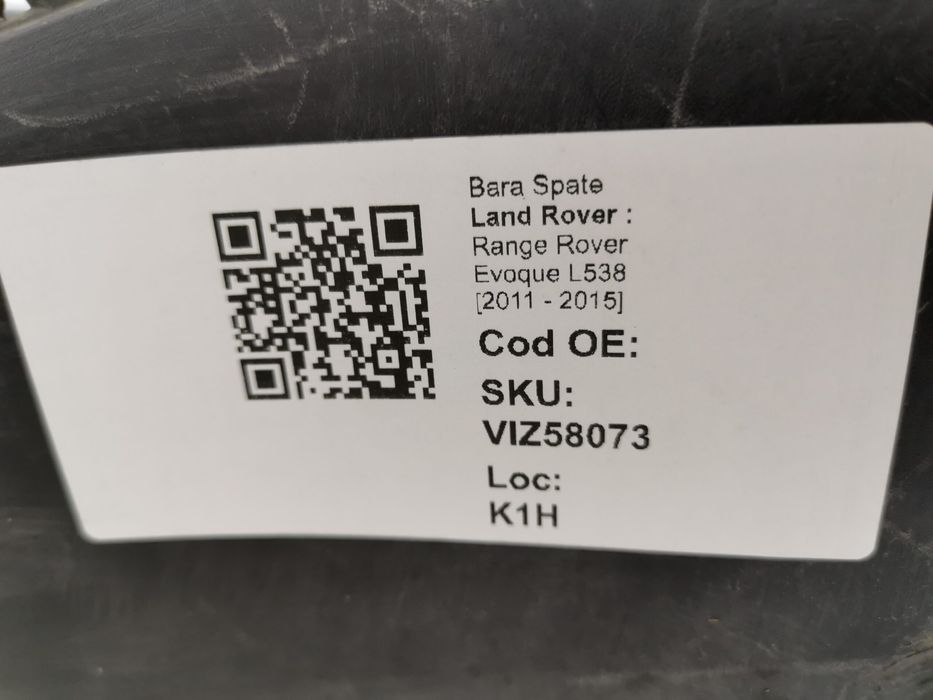 Bara Spate
Land Rover :
Range Rover
Evoque L538
[2011 - 2015]
Cod OE:
SKU:
VIZ58073
Loc:
K1H